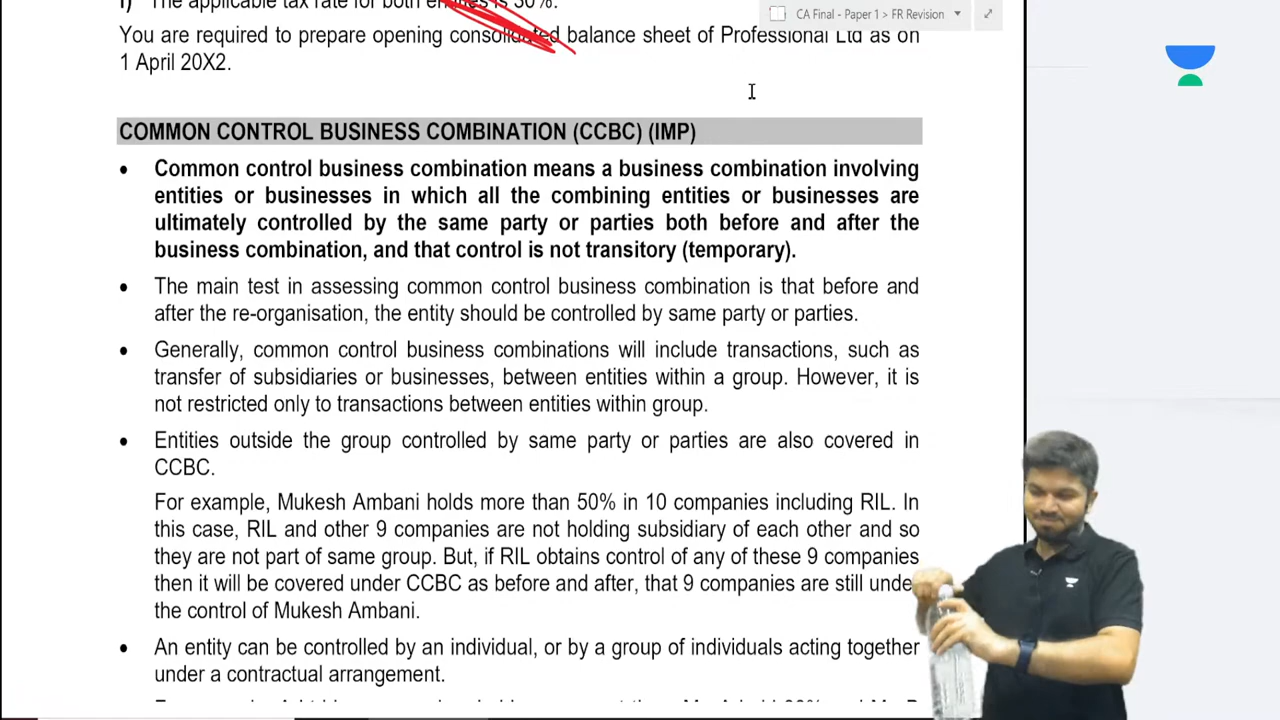 i) The applicable tax rate for both entities is 30%.
CA Final - Paper 1 > FR Revision
You are required to prepare opening consolidated balance sheet of Professional Ltd as on
1 April 20X2.
COMMON CONTROL BUSINESS COMBINATION (CCBC) (IMP)
• Common control business combination means a business combination involving
entities or businesses in which all the combining entities or businesses are
ultimately controlled by the same party or parties both before and after the
business combination, and that control is not transitory (temporary).
• The main test in assessing common control business combination is that before and
after the re-organisation, the entity should be controlled by same party or parties.
• Generally, common control business combinations will include transactions, such as
transfer of subsidiaries or businesses, between entities within a group. However, it is
not restricted only to transactions between entities within group.
• Entities outside the group controlled by same party or parties are also covered in
CCBC.
For example, Mukesh Ambani holds more than 50% in 10 companies including RIL. In
this case, RIL and other 9 companies are not holding subsidiary of each other and so
they are not part of same group. But, if RIL obtains control of any of these 9 companies
then it will be covered under CCBC as before and after, that 9 companies are still under
the control of Mukesh Ambani.
• An entity can be controlled by an individual, or by a group of individuals acting together
under a contractual arrangement.